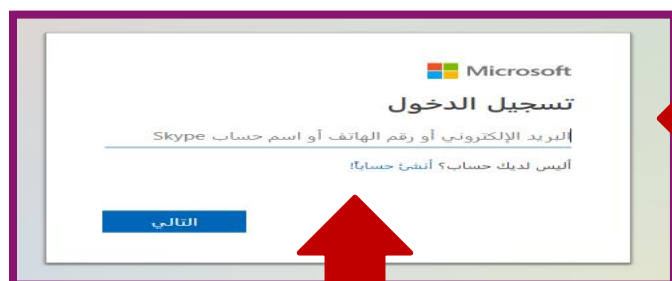 Microsoft
تسجيل الدخول
البريد الإلكتروني أو رقم الهاتف أو اسم حساب Skype
أليس لديك حساب؟ أنشئ حساباً!
التالي